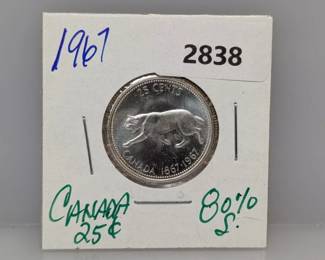 1967
2838
25 CENTS
CANADA 1867-1967
CANADA
25¢
80%
S.